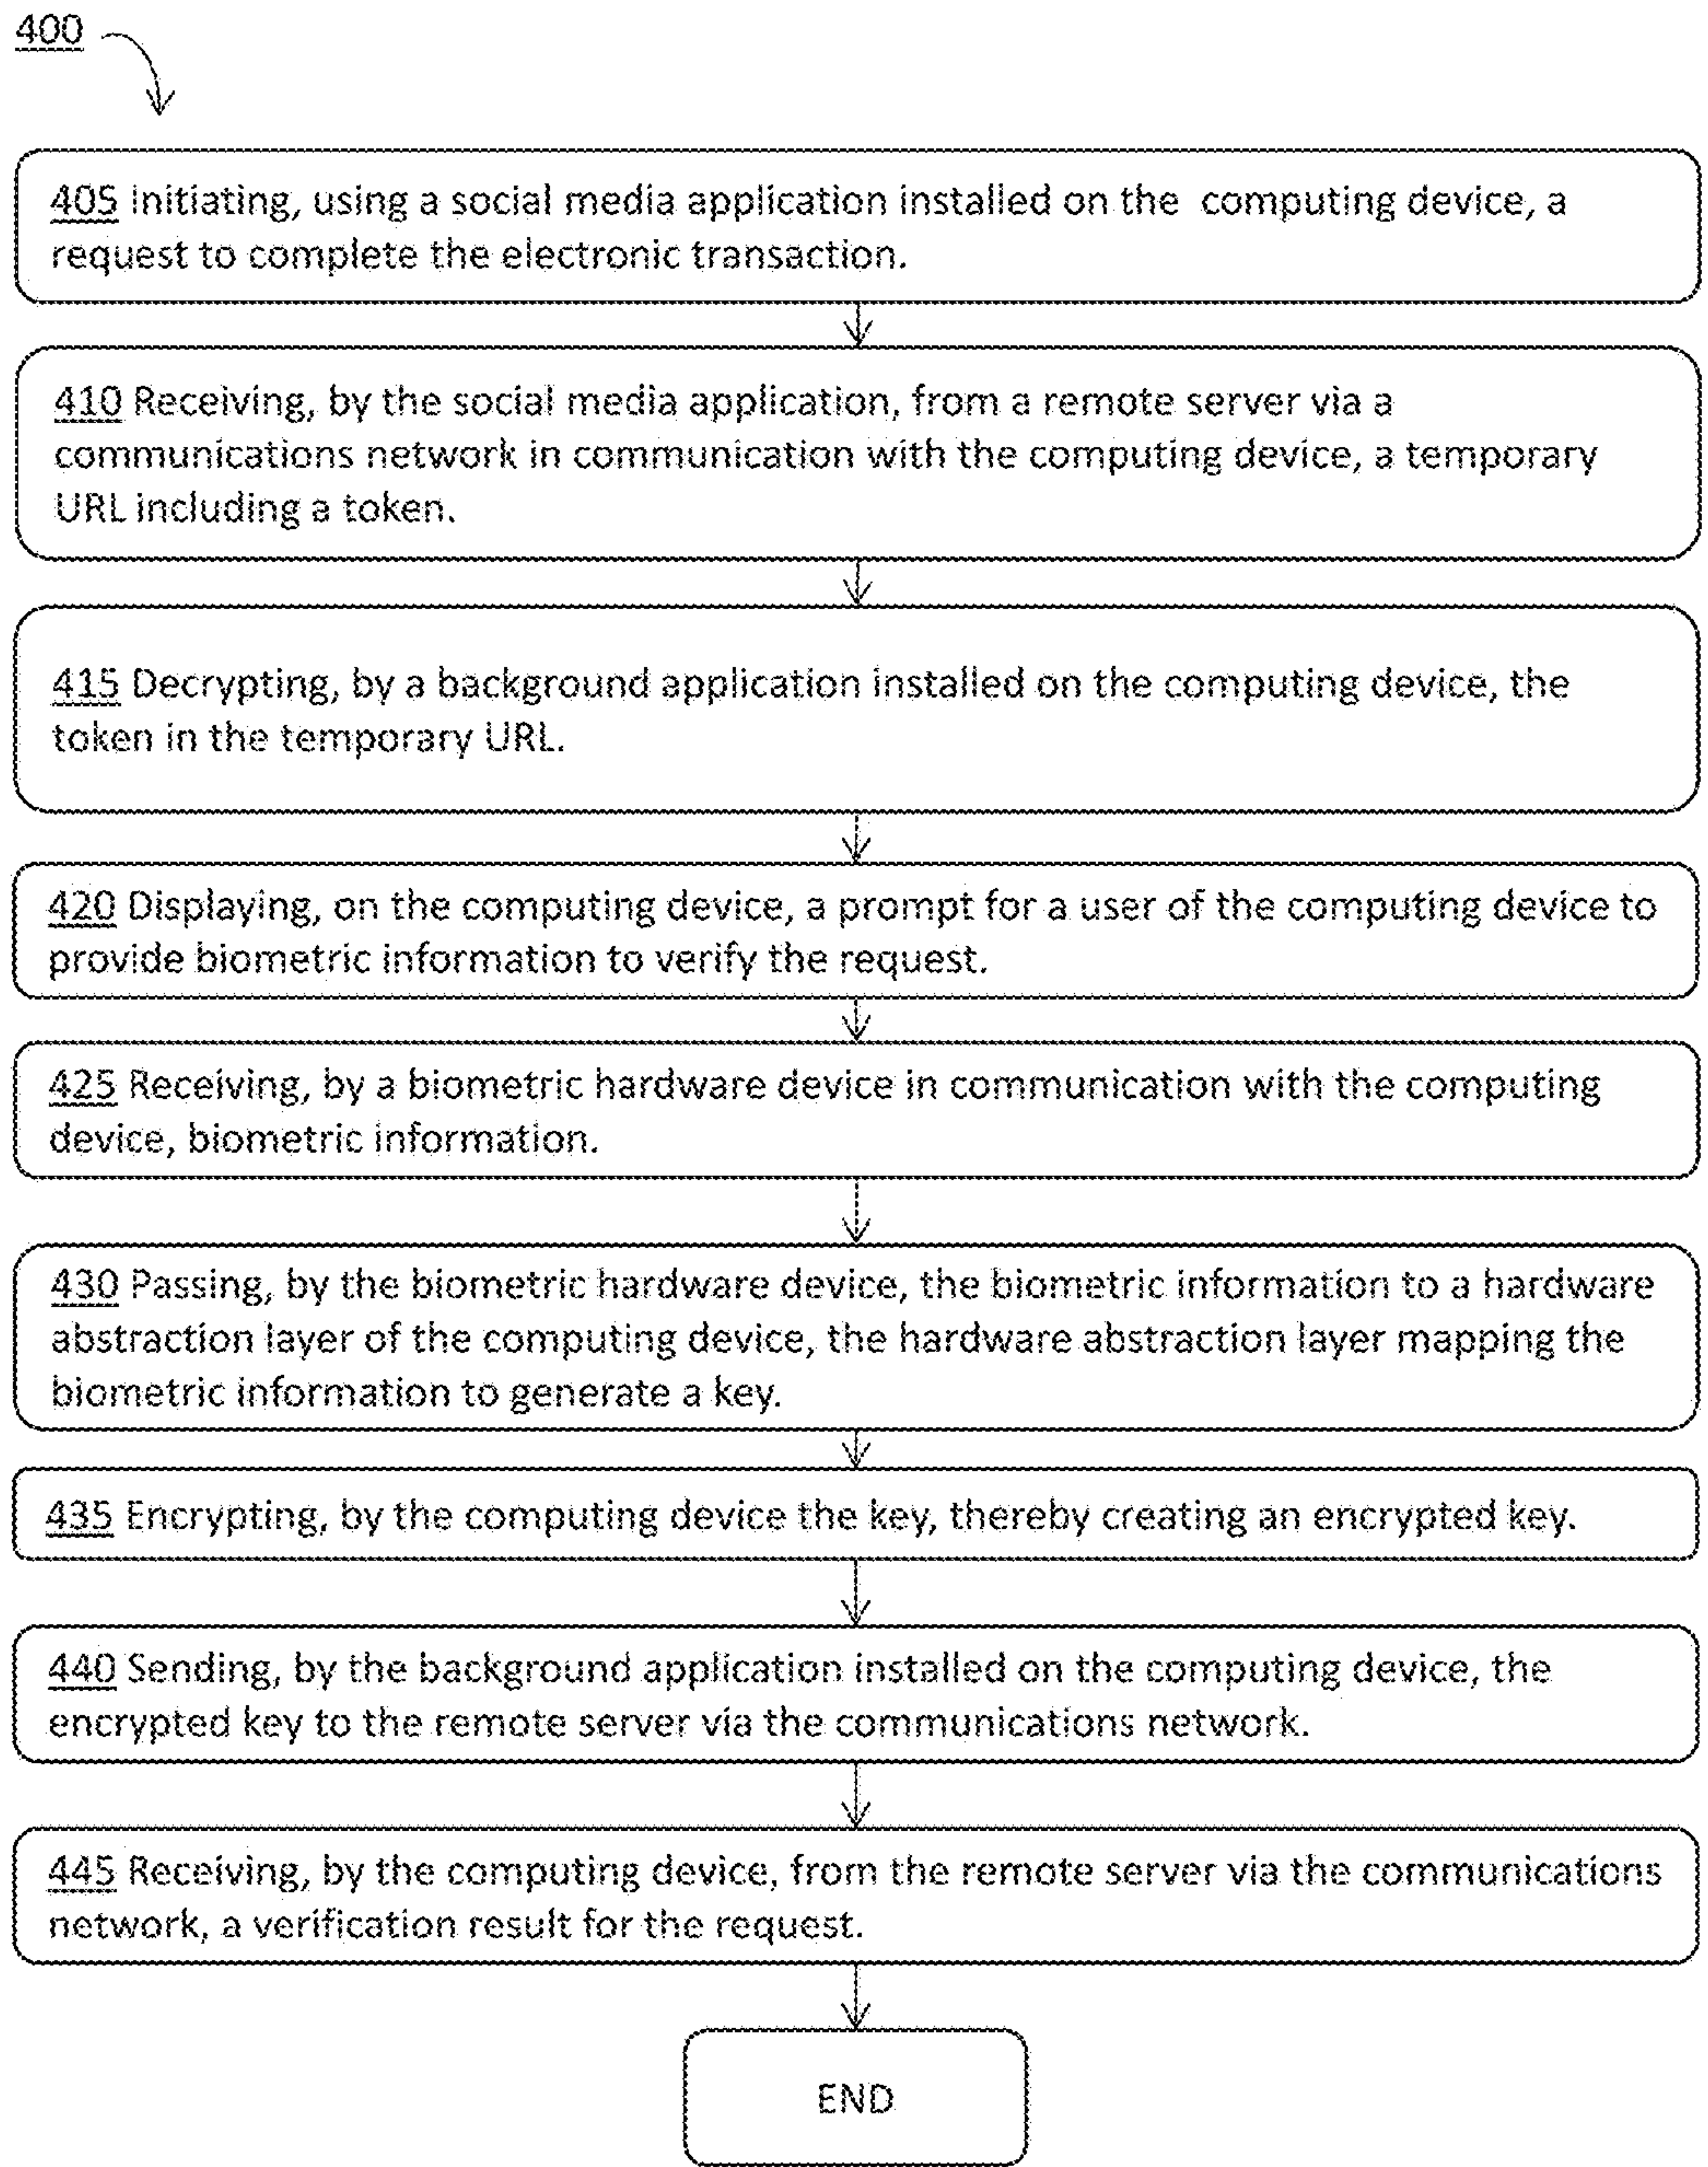 400
405 Initiating, using a social media application installed on the computing device, a
request to complete the electronic transaction.
410 Receiving, by the social media application, from a remote server via a
communications network in communication with the computing device, a temporary
URL including a token.
415 Decrypting, by a background application installed on the computing device, the
token in the temporary URL.
420 Displaying, on the computing device, a prompt for a user of the computing device to
provide biometric information to verify the request.
425 Receiving, by a biometric hardware device in communication with the computing
device, biometric information.
430 Passing, by the biometric hardware device, the biometric information to a hardware
abstraction layer of the computing device, the hardware abstraction layer mapping the
biometric information to generate a key.
435 Encrypting, by the computing device the key, thereby creating an encrypted key.
440 Sending, by the background application installed on the computing device, the
encrypted key to the remote server via the communications network.
445 Receiving, by the computing device, from the remote server via the communications
network, a verification result for the request.
END